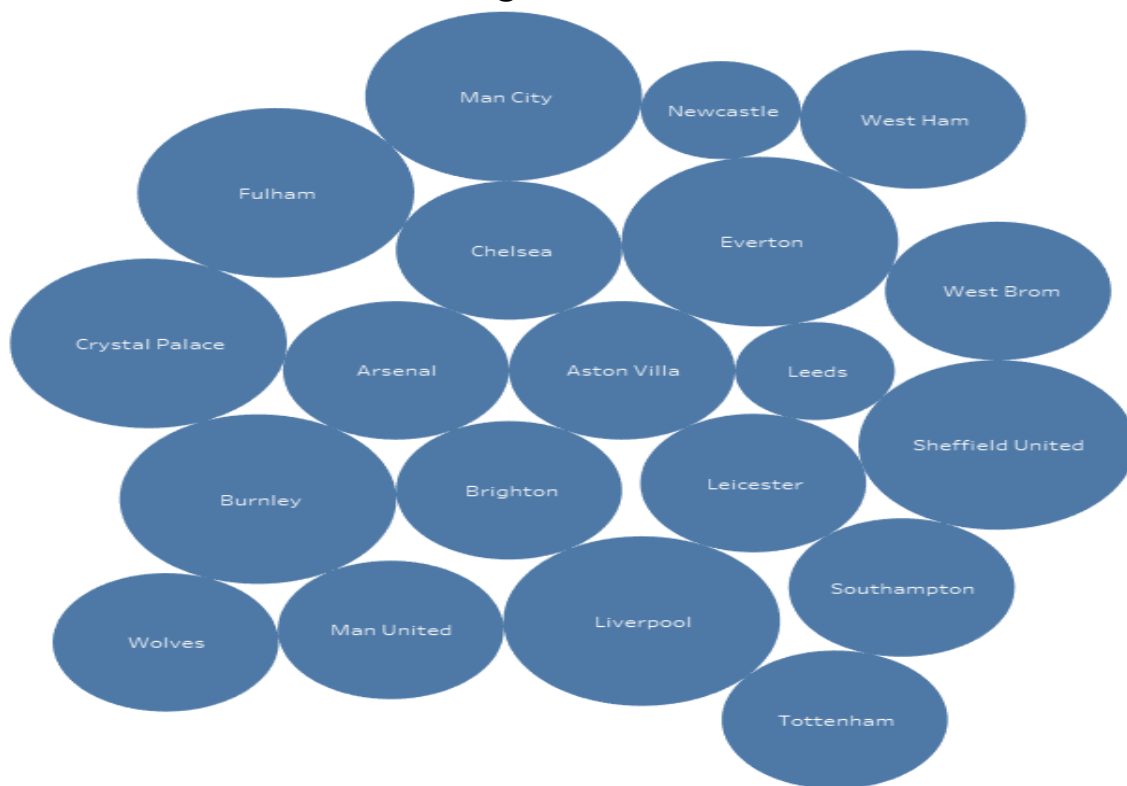 Man City
Newcastle
West Ham
Fulham
Chelsea
Everton
West Brom
Crystal Palace
Arsenal
Aston Villa
Leeds
Sheffield United
Burnley
Brighton
Leicester
Southampton
Wolves
Man United
Liverpool
Tottenham